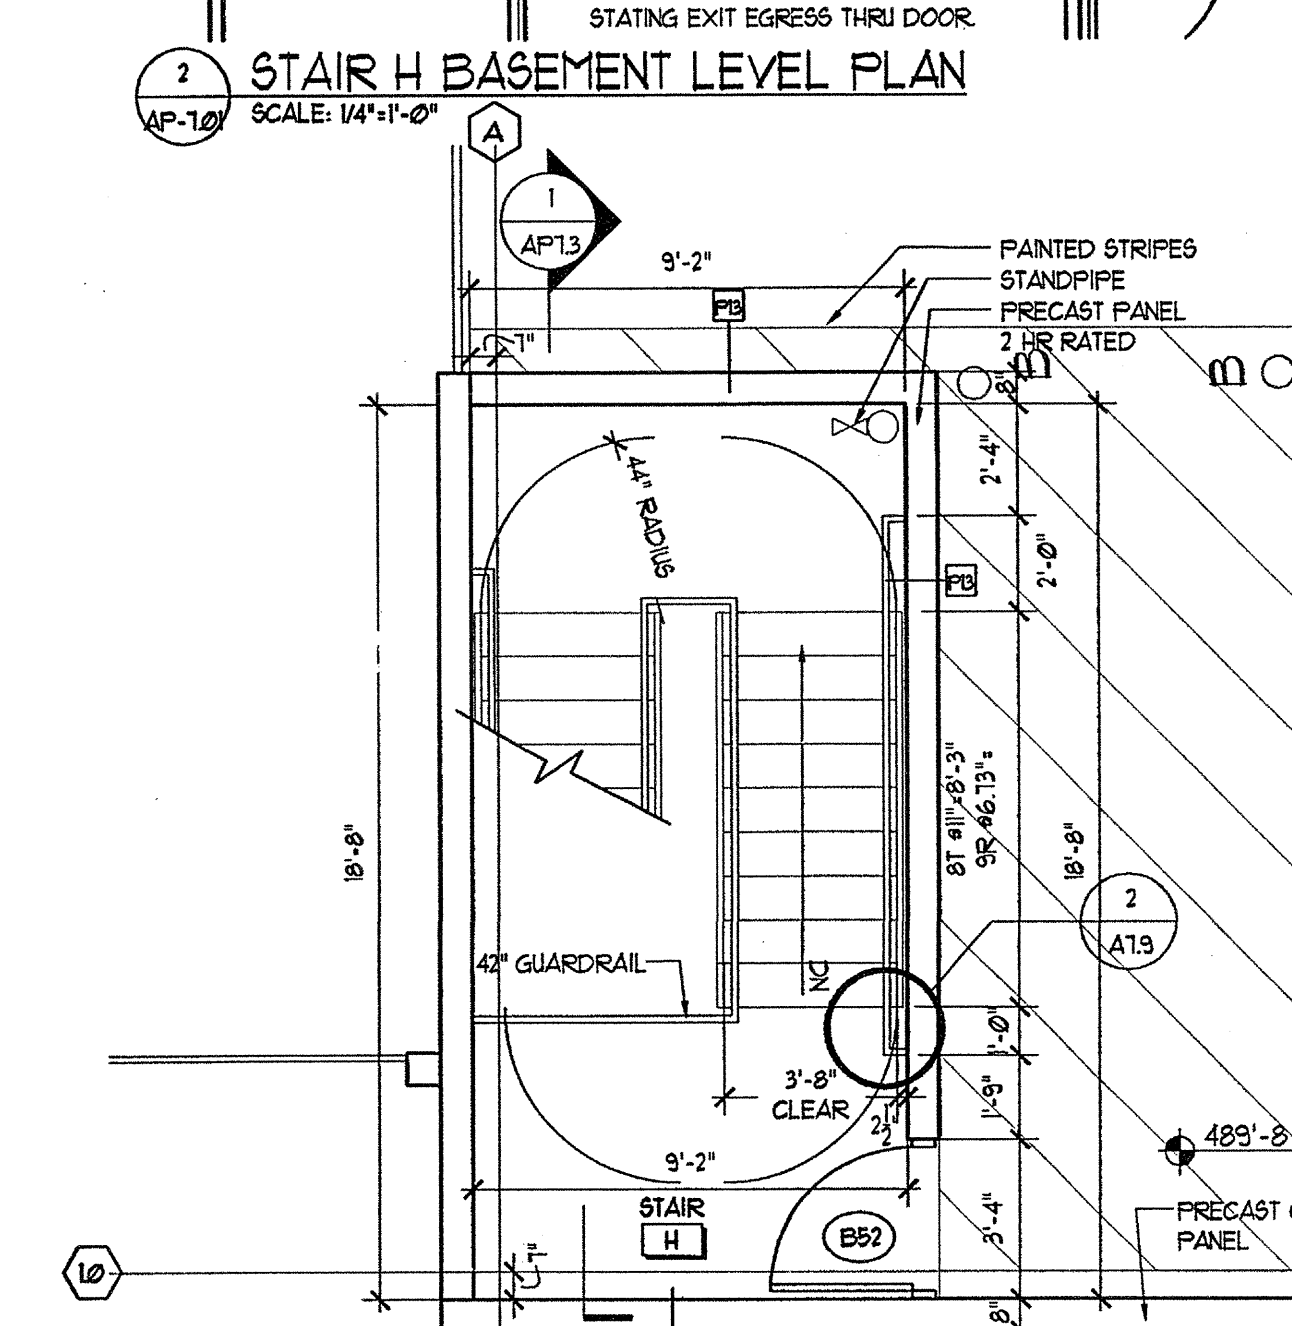 STATING EXIT EGRESS THRU DOOR
2
AP-7.01
STAIR H BASEMENT LEVEL PLAN
SCALE: 1/4"=1'-0"
A
1
AP7.3
9'-2"
PAINTED STRIPES
STANDPIPE
PRECAST PANEL
2 HR RATED
P13
7"
8"
2'-4"
44" RADIUS
2'-0"
P13
18'-8"
8T @11"=8'-3"
9R @6.73"=
18'-8"
2
A7.9
42" GUARDRAIL
1'-0"
3'-8"
CLEAR
2 1/2"
1'-9"
489'-8
9'-2"
STAIR
H
B52
3'-4"
PRECAST
PANEL
10
7"
8"